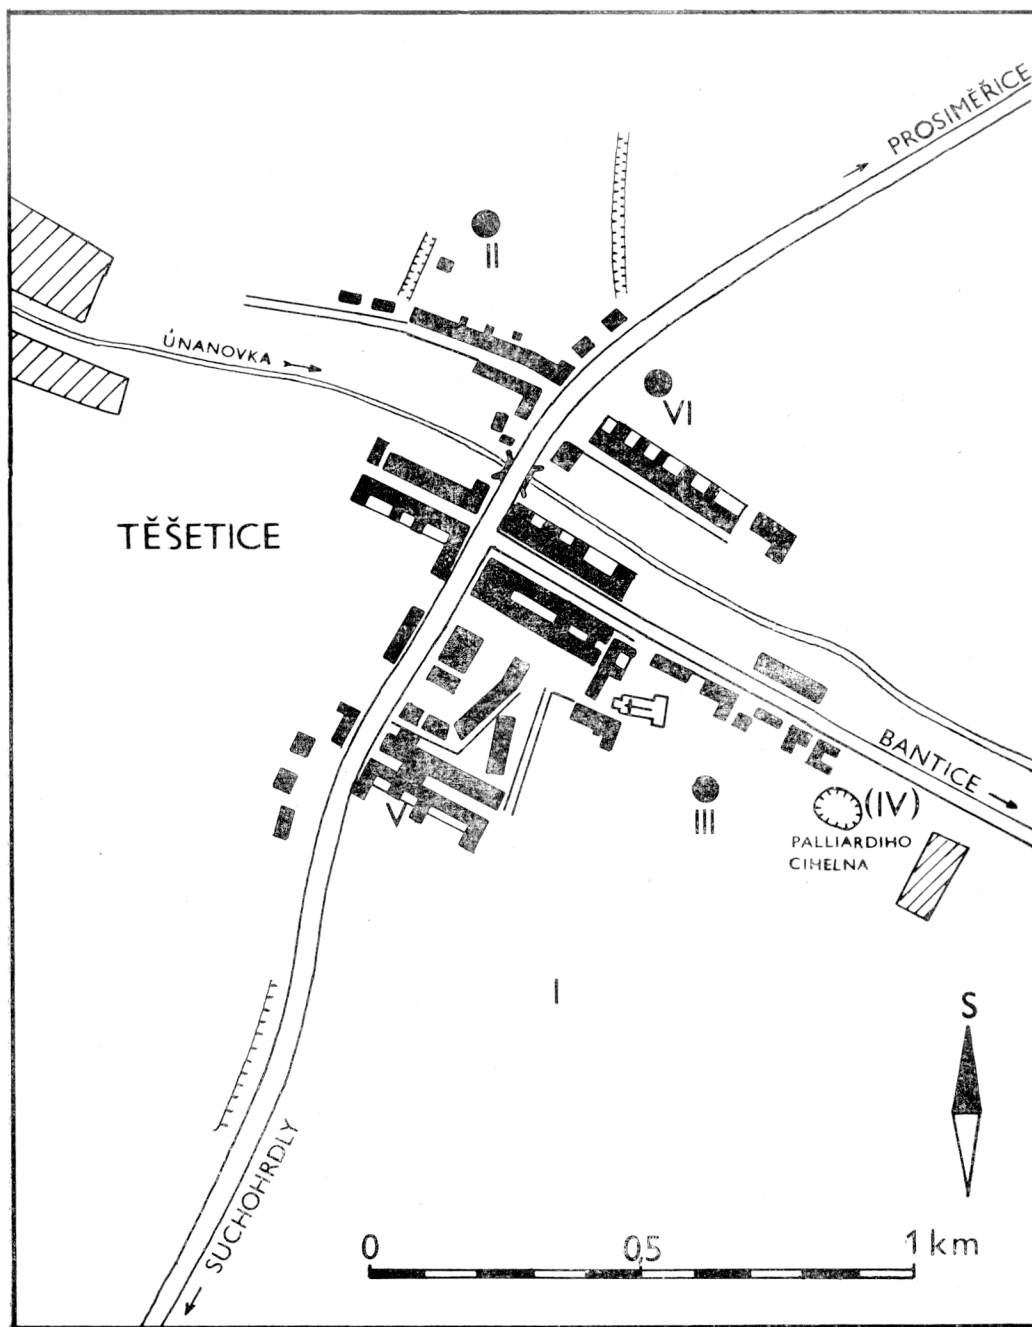 PROSIMĚŘICE
II
ÚNANOVKA
VI
TĚŠETICE
BANTICE
V
III
(IV)
PALLIARDIHO
CIHELNA
I
S
SUCHOHRDLY
0 0,5 1 km